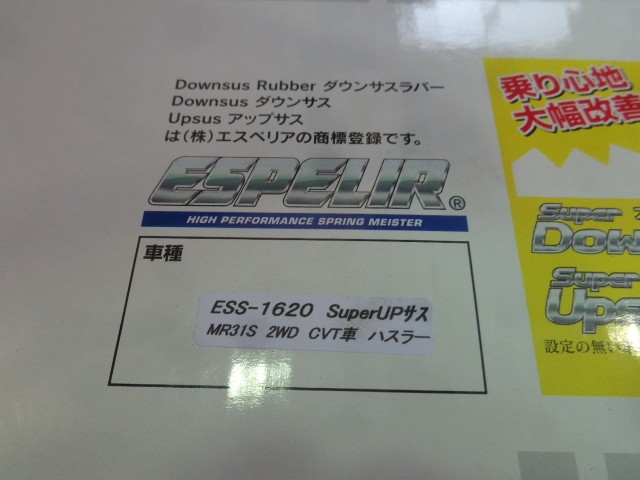 Downsus Rubber ダウンサスラバー
Downsus ダウンサス
Upsus アップサス
は(株)エスペリアの商標登録です。
ESPELIR®
HIGH PERFORMANCE SPRING MEISTER
車種
ESS-1620 SuperUPサス
MR31S 2WD CVT車 ハスラー
乗り心地
大幅改善
Super
Dow
Super
Ups
設定の無い